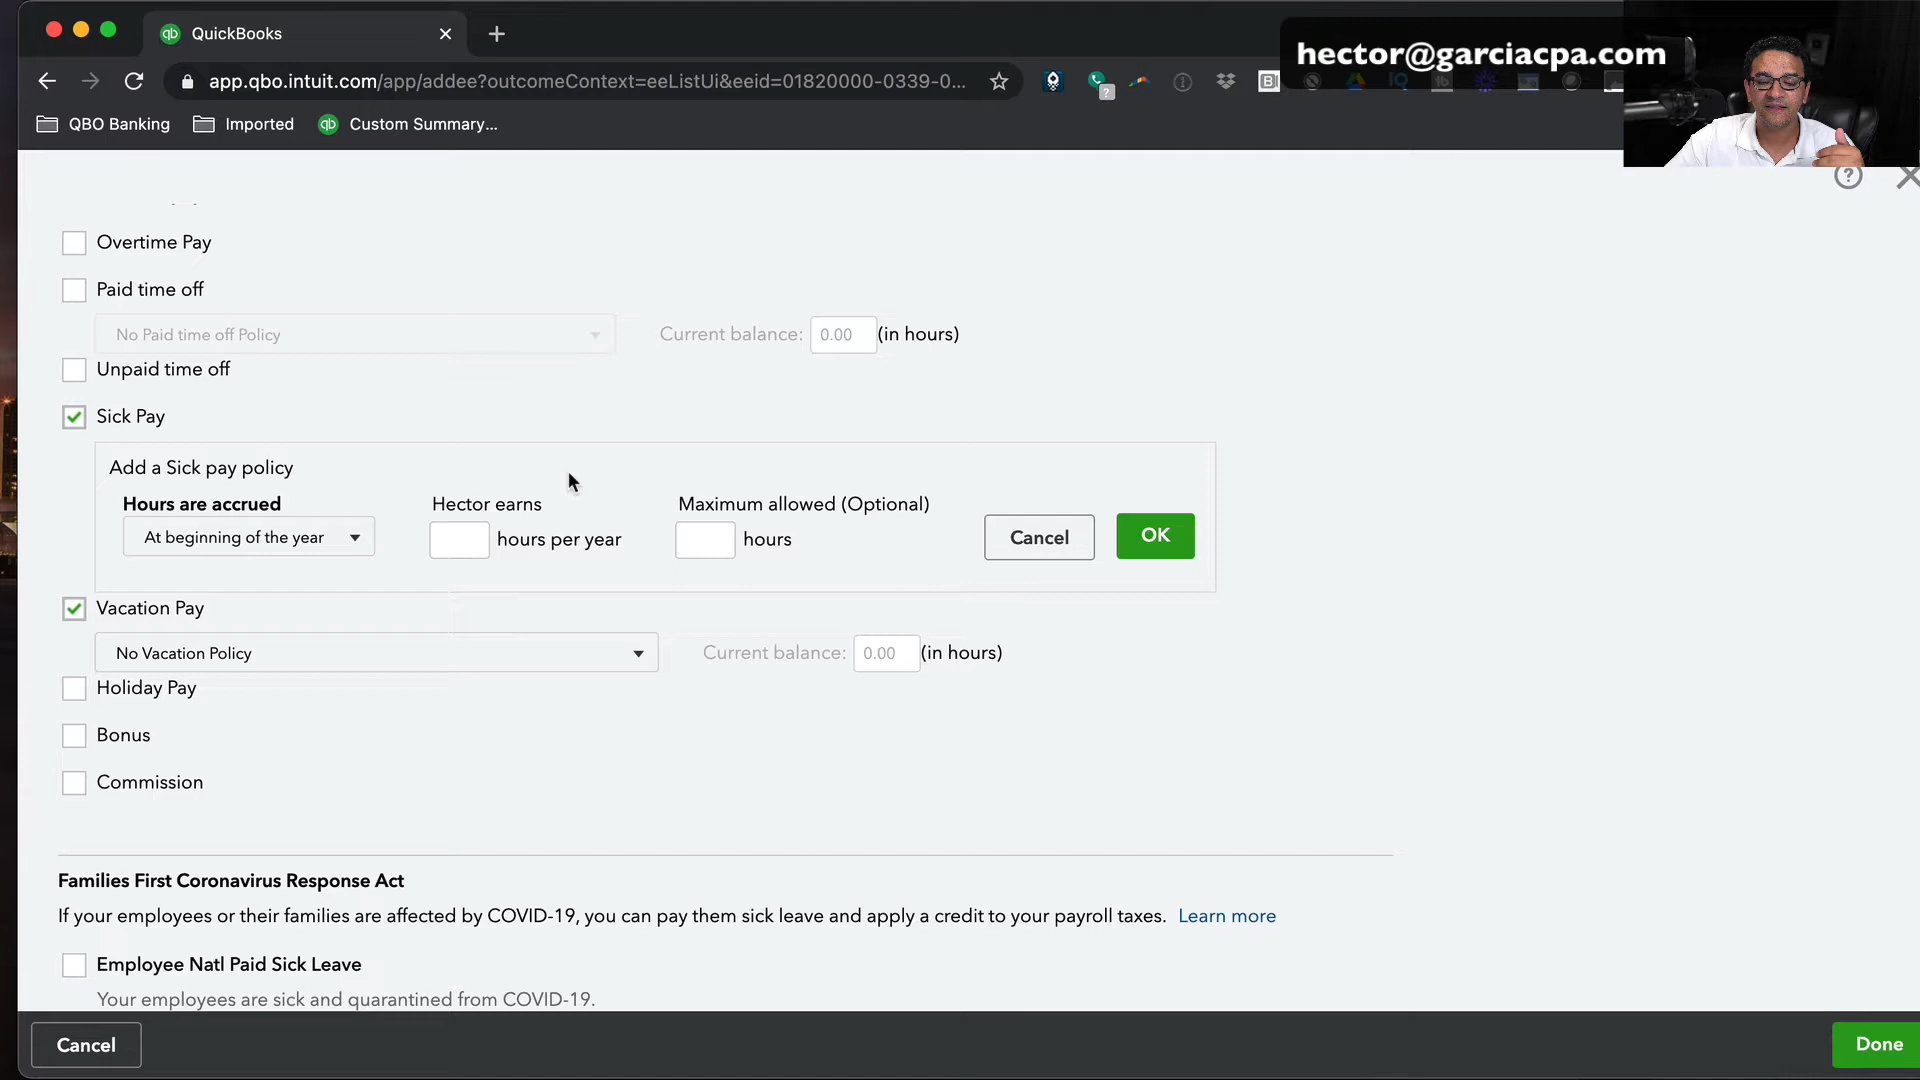 QuickBooks
hector@garciacpa.com
app.qbo.intuit.com/app/addee?outcomeContext=eeListUi&eeid=01820000-0339-0...
QBO Banking
Imported
Custom Summary...
Overtime Pay
Paid time off
No Paid time off Policy
Current balance: 0.00 (in hours)
Unpaid time off
Sick Pay
Add a Sick pay policy
Hours are accrued
Hector earns
Maximum allowed (Optional)
At beginning of the year
hours per year
hours
Cancel
OK
Vacation Pay
No Vacation Policy
Current balance: 0.00 (in hours)
Holiday Pay
Bonus
Commission
Families First Coronavirus Response Act
If your employees or their families are affected by COVID-19, you can pay them sick leave and apply a credit to your payroll taxes. Learn more
Employee Natl Paid Sick Leave
Your employees are sick and quarantined from COVID-19.
Cancel
Done